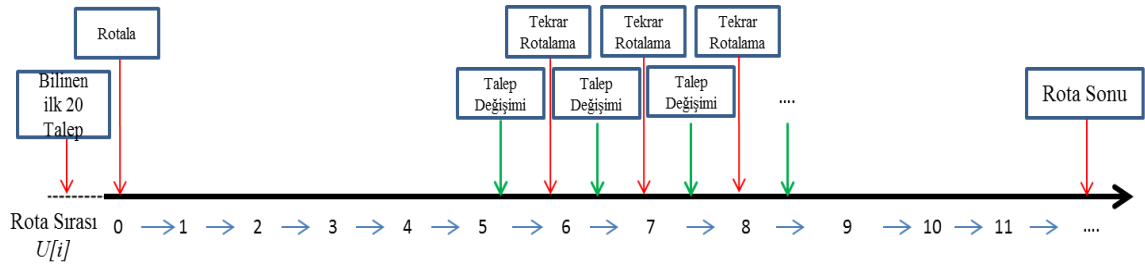 Rotala
Tekrar
Rotalama
Tekrar
Rotalama
Tekrar
Rotalama
Bilinen
ilk 20
Talep
Talep
Değişimi
Talep
Değişimi
Talep
Değişimi
....
Rota Sonu
Rota Sırası
U[i]
0 1 2 3 4 5 6 7 8 9 10 11 ....